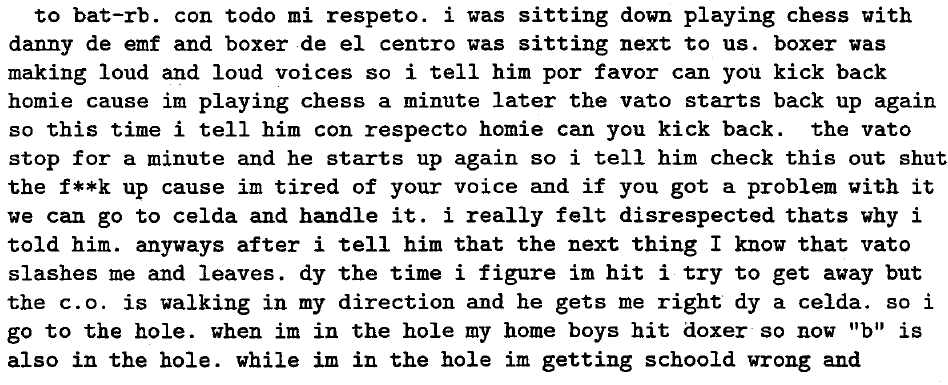 to bat-rb. con todo mi respeto. i was sitting down playing chess with
danny de emf and boxer de el centro was sitting next to us. boxer was
making loud and loud voices so i tell him por favor can you kick back
homie cause im playing chess a minute later the vato starts back up again
so this time i tell him con respecto homie can you kick back. the vato
stop for a minute and he starts up again so i tell him check this out shut
the f**k up cause im tired of your voice and if you got a problem with it
we can go to celda and handle it. i really felt disrespected thats why i
told him. anyways after i tell him that the next thing I know that vato
slashes me and leaves. dy the time i figure im hit i try to get away but
the c.o. is walking in my direction and he gets me right dy a celda. so i
go to the hole. when im in the hole my home boys hit doxer so now "b" is
also in the hole. while im in the hole im getting schoold wrong and